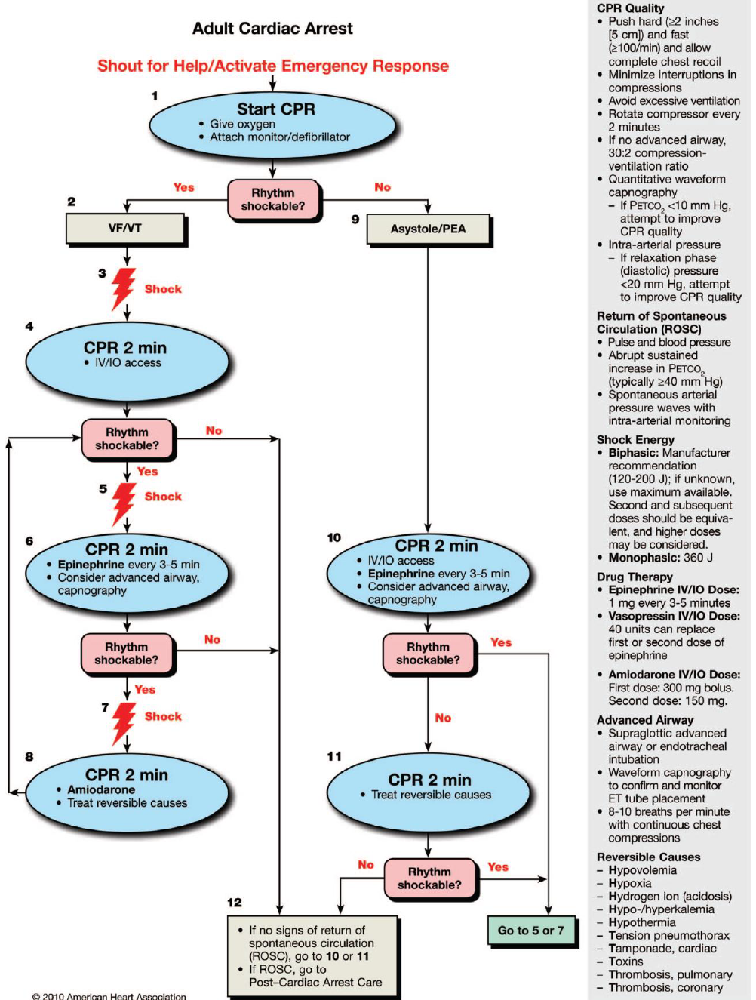 Adult Cardiac Arrest
Shout for Help/Activate Emergency Response
1
Start CPR
• Give oxygen
• Attach monitor/defibrillator
Rhythm
shockable?
Yes
No
2
VF/VT
9
Asystole/PEA
3
Shock
4
CPR 2 min
• IV/IO access
Rhythm
shockable?
No
Yes
5
Shock
6
CPR 2 min
• Epinephrine every 3-5 min
• Consider advanced airway,
capnography
Rhythm
shockable?
No
Yes
7
Shock
8
CPR 2 min
• Amiodarone
• Treat reversible causes
10
CPR 2 min
• IV/IO access
• Epinephrine every 3-5 min
• Consider advanced airway,
capnography
Rhythm
shockable?
Yes
No
11
CPR 2 min
• Treat reversible causes
Rhythm
shockable?
No
Yes
12
• If no signs of return of
spontaneous circulation
(ROSC), go to 10 or 11
• If ROSC, go to
Post–Cardiac Arrest Care
Go to 5 or 7
© 2010 American Heart Association
CPR Quality
• Push hard (≥2 inches
[5 cm]) and fast
(≥100/min) and allow
complete chest recoil
• Minimize interruptions in
compressions
• Avoid excessive ventilation
• Rotate compressor every
2 minutes
• If no advanced airway,
30:2 compression-
ventilation ratio
• Quantitative waveform
capnography
– If PETCO2 <10 mm Hg,
attempt to improve
CPR quality
• Intra-arterial pressure
– If relaxation phase
(diastolic) pressure
<20 mm Hg, attempt
to improve CPR quality
Return of Spontaneous
Circulation (ROSC)
• Pulse and blood pressure
• Abrupt sustained
increase in PETCO2
(typically ≥40 mm Hg)
• Spontaneous arterial
pressure waves with
intra-arterial monitoring
Shock Energy
• Biphasic: Manufacturer
recommendation
(120-200 J); if unknown,
use maximum available.
Second and subsequent
doses should be equiva-
lent, and higher doses
may be considered.
• Monophasic: 360 J
Drug Therapy
• Epinephrine IV/IO Dose:
1 mg every 3-5 minutes
• Vasopressin IV/IO Dose:
40 units can replace
first or second dose of
epinephrine
• Amiodarone IV/IO Dose:
First dose: 300 mg bolus.
Second dose: 150 mg.
Advanced Airway
• Supraglottic advanced
airway or endotracheal
intubation
• Waveform capnography
to confirm and monitor
ET tube placement
• 8-10 breaths per minute
with continuous chest
compressions
Reversible Causes
– Hypovolemia
– Hypoxia
– Hydrogen ion (acidosis)
– Hypo-/hyperkalemia
– Hypothermia
– Tension pneumothorax
– Tamponade, cardiac
– Toxins
– Thrombosis, pulmonary
– Thrombosis, coronary